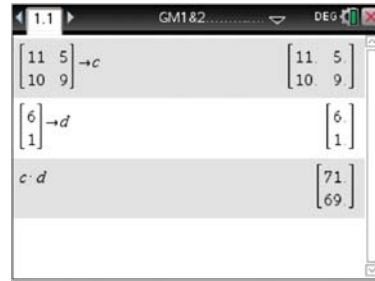 1.1 GM1&2............. DEG
[11 5] →c [11. 5.]
[10 9] [10. 9.]
[6] →d [6.]
[1] [1.]
c·d [71.]
[69.]